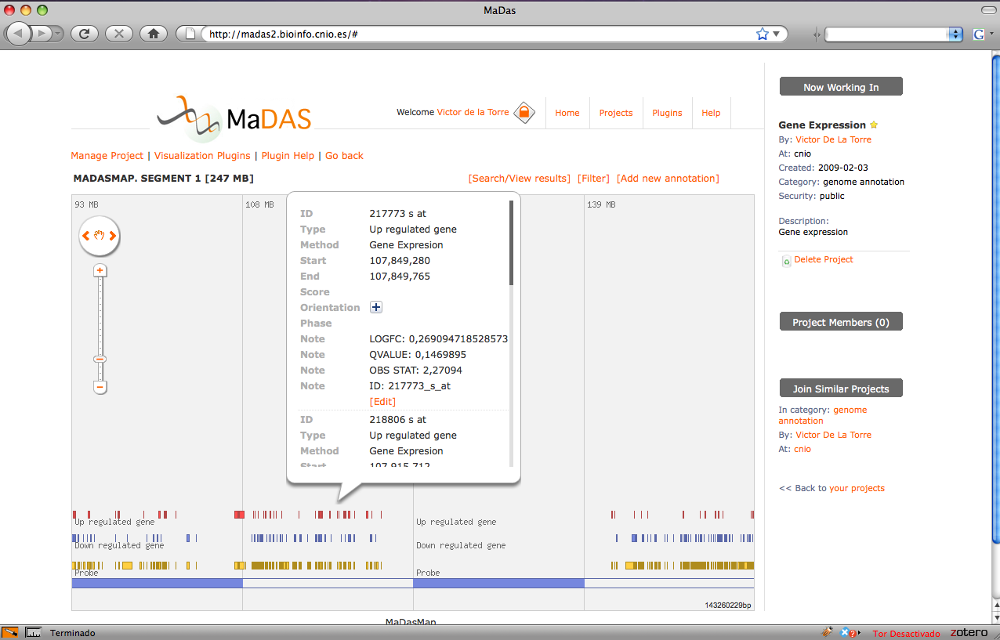 MaDas
http://madas2.bioinfo.cnio.es/#
G
MaDAS
Welcome Victor de la Torre
Home
Projects
Plugins
Help
Manage Project | Visualization Plugins | Plugin Help | Go back
MADASMAP. SEGMENT 1 [247 MB]
[Search/View results] [Filter] [Add new annotation]
93 MB
108 MB
139 MB
ID 217773 s at
Type Up regulated gene
Method Gene Expresion
Start 107,849,280
End 107,849,765
Score
Orientation +
Phase
Note LOGFC: 0,269094718528573
Note QVALUE: 0,1469895
Note OBS STAT: 2,27094
Note ID: 217773_s_at
[Edit]
ID 218806 s at
Type Up regulated gene
Method Gene Expresion
Start 107,915,712
Up regulated gene
Up regulated gene
Down regulated gene
Down regulated gene
Probe
Probe
143260229bp
MaDasMap
Now Working In
Gene Expression
By: Victor De La Torre
At: cnio
Created: 2009-02-03
Category: genome annotation
Security: public
Description:
Gene expression
Delete Project
Project Members (0)
Join Similar Projects
In category: genome
annotation
By: Victor De La Torre
At: cnio
<< Back to your projects
Terminado
Tor Desactivado
zotero